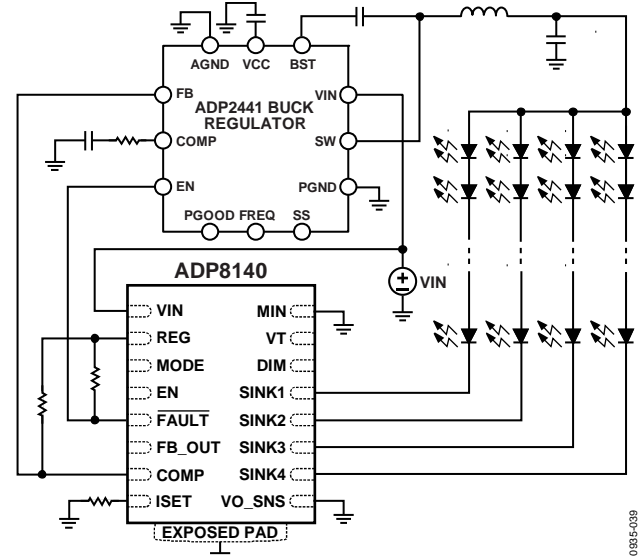 AGND VCC BST
FB
VIN
ADP2441 BUCK
REGULATOR
COMP
SW
EN
PGND
PGOOD FREQ SS
ADP8140
VIN
VIN
MIN
REG
VT
MODE
DIM
EN
SINK1
FAULT
SINK2
FB_OUT
SINK3
COMP
SINK4
ISET
VO_SNS
EXPOSED PAD
0935-039